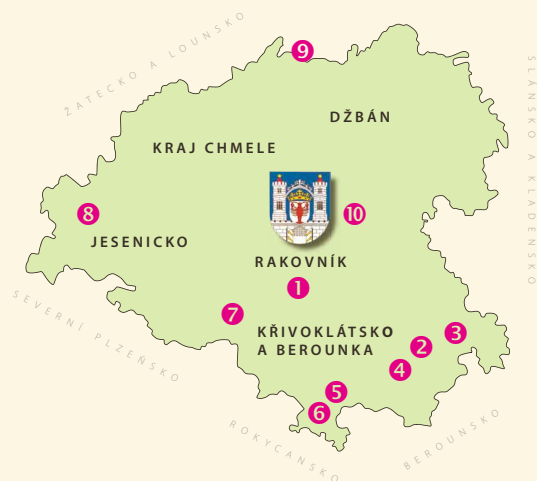 ŽATECKO A LOUNSKO
9
DŽBÁN
SLÁNSKO A KLADENSKO
KRAJ CHMELE
8
10
JESENICKO
RAKOVNÍK
1
7
SEVERNÍ PLZEŇSKO
KŘIVOKLÁTSKO
A BEROUNKA
3
2
4
5
6
ROKYCANSKO
BEROUNSKO